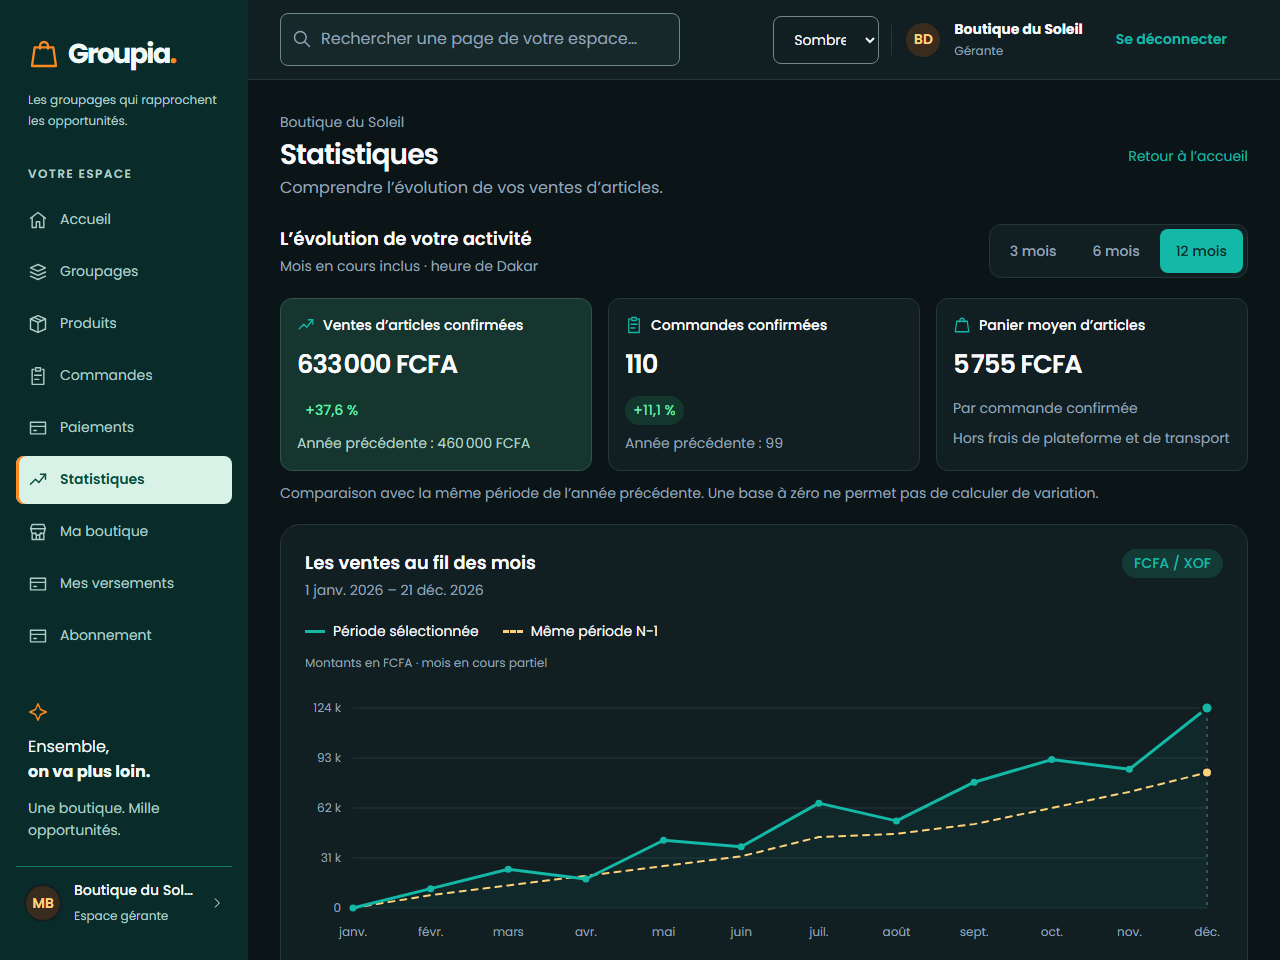 Groupia.
Les groupages qui rapprochent
les opportunités.
VOTRE ESPACE
Accueil
Groupages
Produits
Commandes
Paiements
Statistiques
Ma boutique
Mes versements
Abonnement
Ensemble,
on va plus loin.
Une boutique. Mille
opportunités.
MB
Boutique du Sol...
Espace gérante
Rechercher une page de votre espace...
Sombre
BD
Boutique du Soleil
Gérante
Se déconnecter
Boutique du Soleil
Statistiques
Comprendre l’évolution de vos ventes d’articles.
Retour à l’accueil
L’évolution de votre activité
Mois en cours inclus · heure de Dakar
3 mois
6 mois
12 mois
Ventes d’articles confirmées
633 000 FCFA
+37,6 %
Année précédente : 460 000 FCFA
Commandes confirmées
110
+11,1 %
Année précédente : 99
Panier moyen d’articles
5 755 FCFA
Par commande confirmée
Hors frais de plateforme et de transport
Comparaison avec la même période de l’année précédente. Une base à zéro ne permet pas de calculer de variation.
Les ventes au fil des mois
1 janv. 2026 – 21 déc. 2026
FCFA / XOF
Période sélectionnée
Même période N-1
Montants en FCFA · mois en cours partiel
124 k
93 k
62 k
31 k
0
janv.
févr.
mars
avr.
mai
juin
juil.
août
sept.
oct.
nov.
déc.